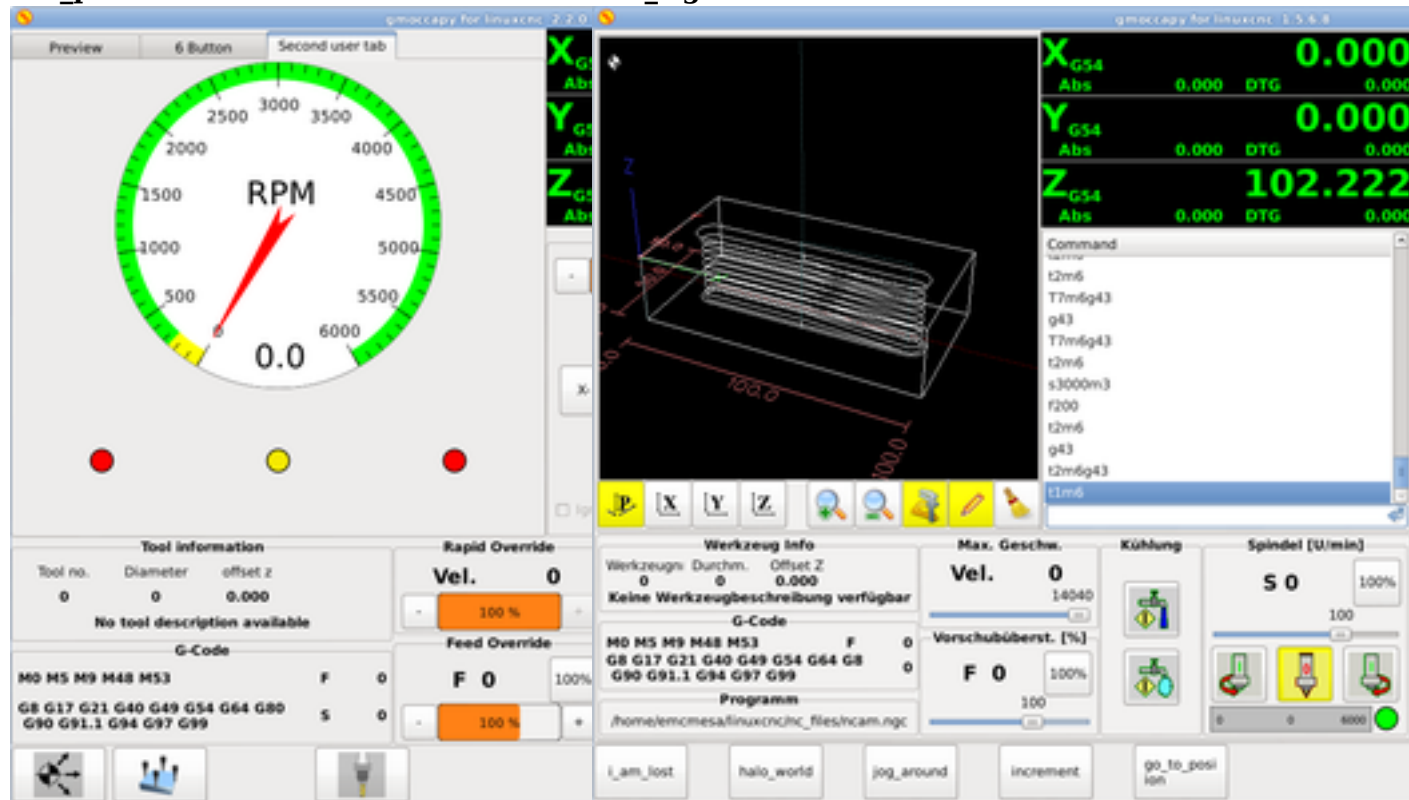 gmoccapy for linuxcnc 2.2.0
Preview
6 Button
Second user tab
X
Y
Z
0
500
1000
1500
2000
2500
3000
3500
4000
4500
5000
5500
6000
RPM
0.0
X-
Tool information
Tool no. Diameter offset z
0 0 0.000
No tool description available
G-Code
M0 M5 M9 M48 M53 F 0
G8 G17 G21 G40 G49 G54 G64 G80 S 0
G90 G91.1 G94 G97 G99
Rapid Override
Vel. 0
- 100 % +
Feed Override
F 0 100%
- 100 % +
gmoccapy for linuxcnc 1.5.6.8
Z
100.0
100.0
X G54 0.000
Abs 0.000 DTG 0.000
Y G54 0.000
Abs 0.000 DTG 0.000
Z G54 102.222
Abs 0.000 DTG 0.000
Command
t2m6
T7m6g43
g43
T7m6g43
t2m6
s3000m3
f200
t2m6
g43
t2m6g43
t1m6
P X Y Z
Werkzeug Info
Werkzeugn Durchm. Offset Z
0 0 0.000
Keine Werkzeugbeschreibung verfügbar
G-Code
M0 M5 M9 M48 M53 F 0
G8 G17 G21 G40 G49 G54 G64 G8 0
G90 G91.1 G94 G97 G99
Programm
/home/emcmesa/linuxcnc/nc_files/ncam.ngc
Max. Geschw.
Vel. 0
14040
Vorschubüberst. [%]
F 0 100%
100
Kühlung
Spindel [U/min]
S 0 100%
100
0 0 6000
i_am_lost
halo_world
jog_around
increment
go_to_posi
ion